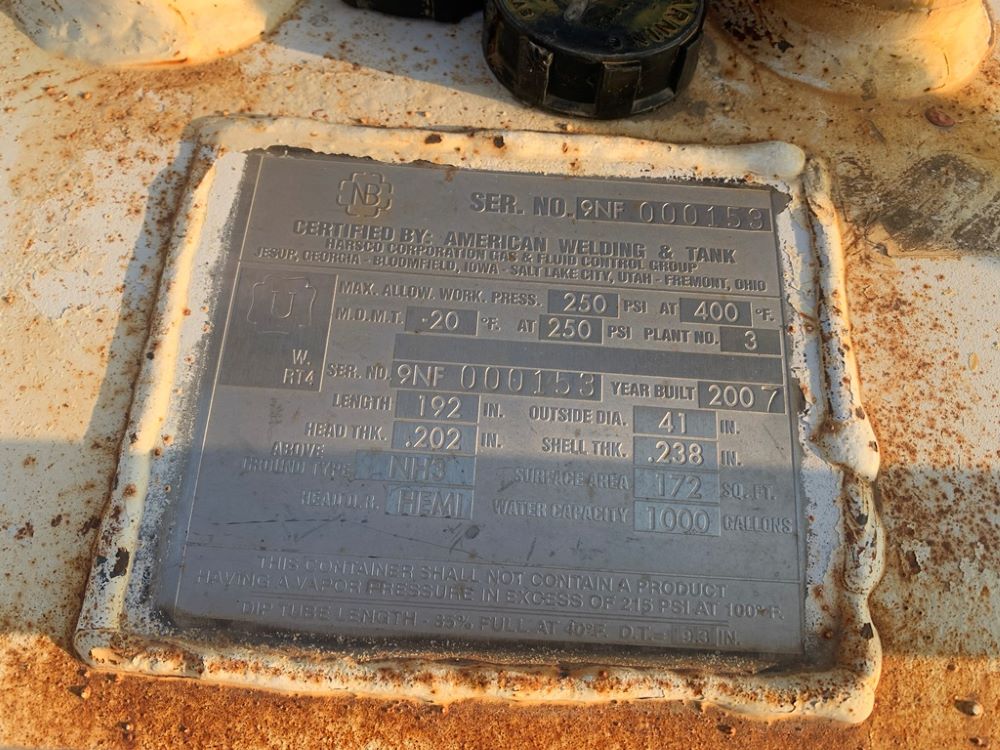 NB
SER. NO. 9NF 000153
CERTIFIED BY: AMERICAN WELDING & TANK
HARSCO CORPORATION GAS & FLUID CONTROL GROUP
JESUP, GEORGIA - BLOOMFIELD, IOWA - SALT LAKE CITY, UTAH - FREMONT, OHIO
U
MAX. ALLOW. WORK. PRESS. 250 PSI AT 400 °F.
M.D.M.T. -20 °F. AT 250 PSI PLANT NO. 3
W.
RT4
SER. NO. 9NF 000153 YEAR BUILT 2007
LENGTH 192 IN. OUTSIDE DIA. 41 IN.
HEAD THK. .202 IN. SHELL THK. .238 IN.
ABOVE
GROUND TYPE NH3 SURFACE AREA 172 SQ. FT.
HEAD D.R. HEMI WATER CAPACITY 1000 GALLONS
THIS CONTAINER SHALL NOT CONTAIN A PRODUCT
HAVING A VAPOR PRESSURE IN EXCESS OF 215 PSI AT 100° F.
DIP TUBE LENGTH - 85% FULL AT 40°F. D.T.= 9.3 IN.